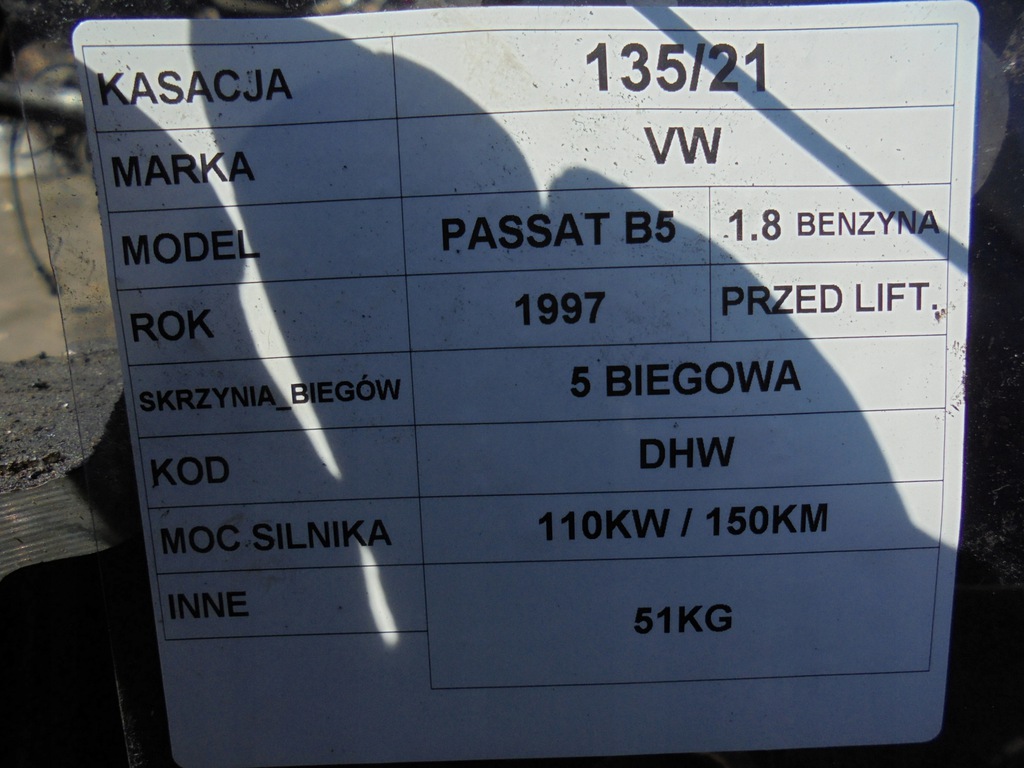 KASACJA 135/21
MARKA VW
MODEL PASSAT B5 1.8 BENZYNA
ROK 1997 PRZED LIFT.
SKRZYNIA_BIEGÓW 5 BIEGOWA
KOD DHW
MOC SILNIKA 110KW / 150KM
INNE 51KG